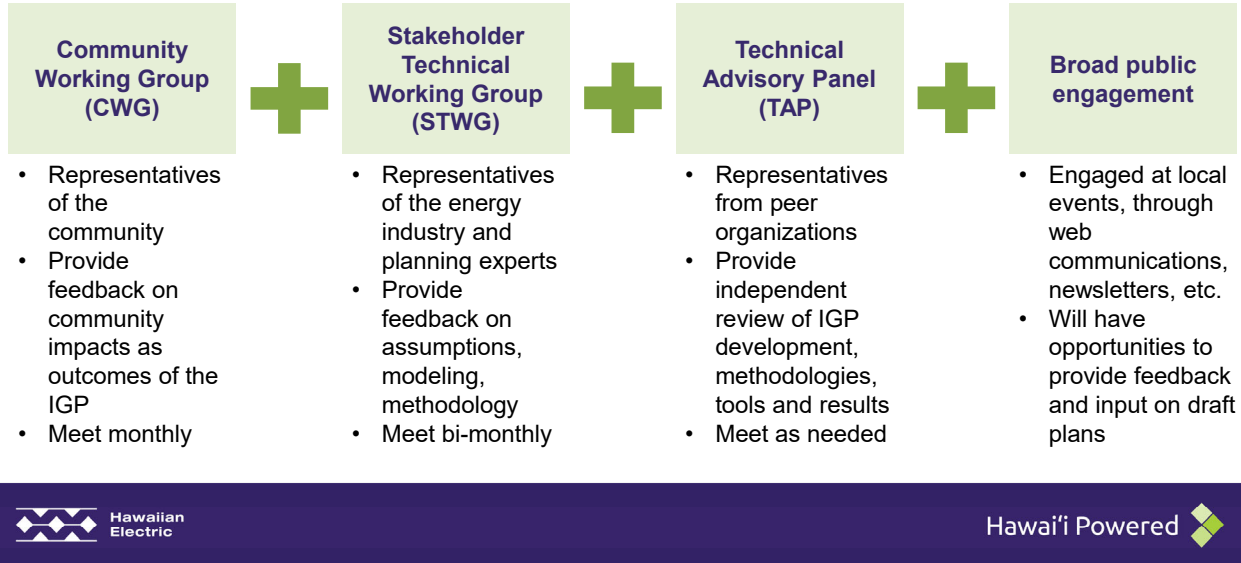 Community
Working Group
(CWG)
• Representatives
of the
community
• Provide
feedback on
community
impacts as
outcomes of the
IGP
• Meet monthly
Stakeholder
Technical
Working Group
(STWG)
• Representatives
of the energy
industry and
planning experts
• Provide
feedback on
assumptions,
modeling,
methodology
• Meet bi-monthly
Technical
Advisory Panel
(TAP)
• Representatives
from peer
organizations
• Provide
independent
review of IGP
development,
methodologies,
tools and results
• Meet as needed
Broad public
engagement
• Engaged at local
events, through
web
communications,
newsletters, etc.
• Will have
opportunities to
provide feedback
and input on draft
plans
Hawaiian
Electric
Hawaiʻi Powered